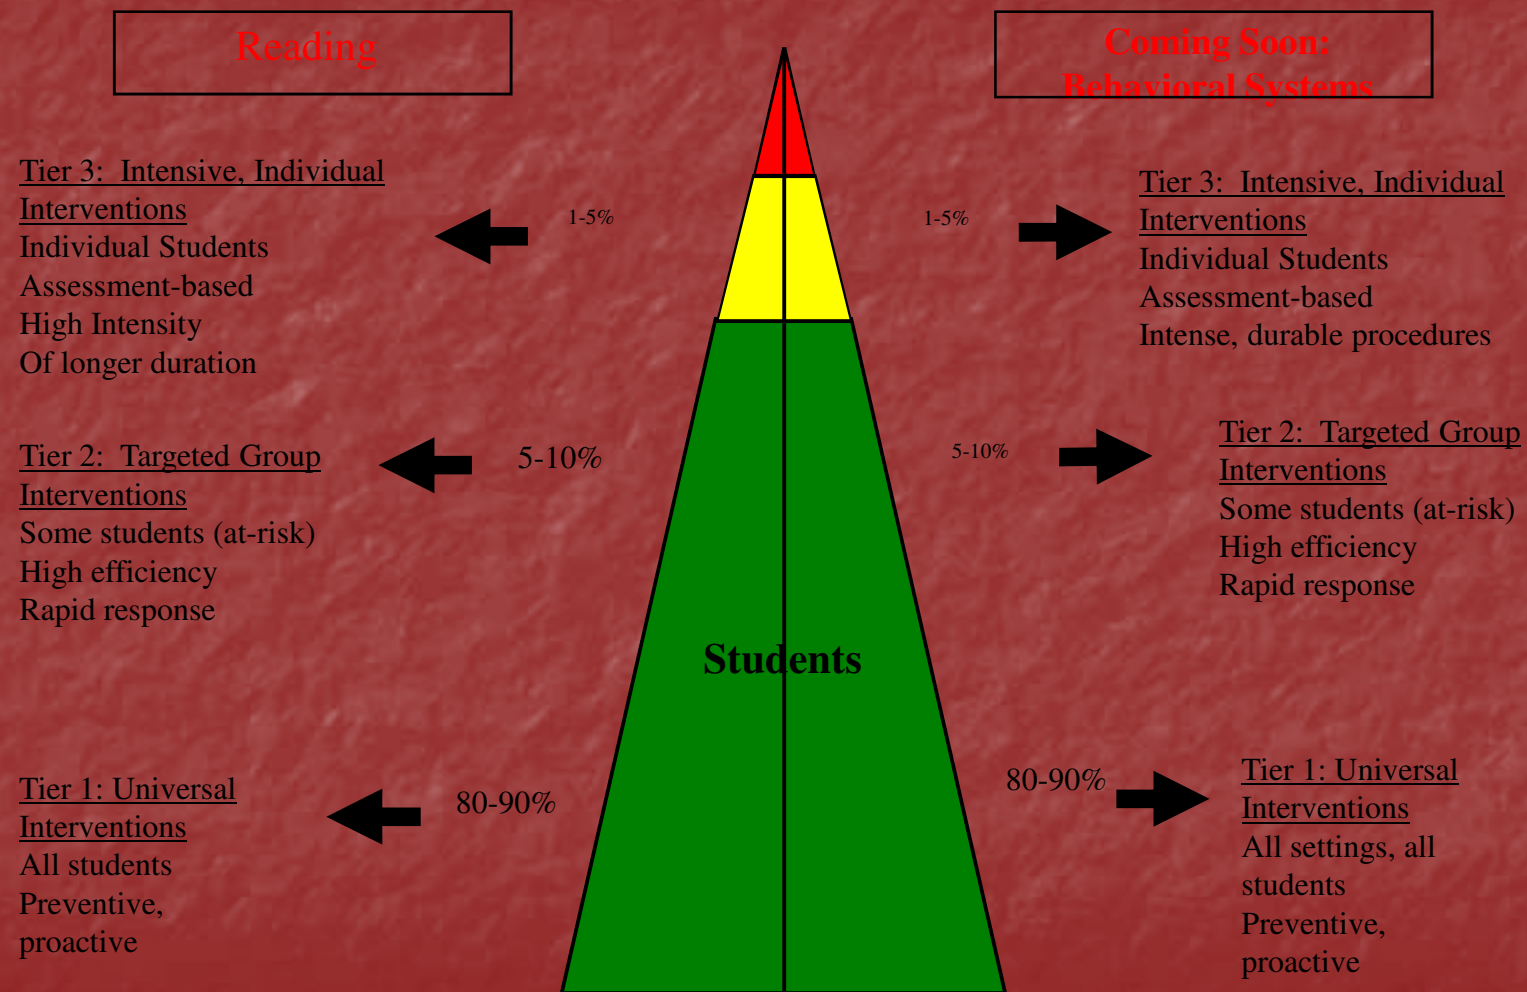 Reading
Coming Soon:
Behavioral Systems
Tier 3:  Intensive, Individual
Interventions
Individual Students
Assessment-based
High Intensity
Of longer duration
1-5%
1-5%
Tier 3:  Intensive, Individual
Interventions
Individual Students
Assessment-based
Intense, durable procedures
Tier 2:  Targeted Group
Interventions
Some students (at-risk)
High efficiency
Rapid response
5-10%
5-10%
Tier 2:  Targeted Group
Interventions
Some students (at-risk)
High efficiency
Rapid response
Students
Tier 1: Universal
Interventions
All students
Preventive,
proactive
80-90%
80-90%
Tier 1: Universal
Interventions
All settings, all
students
Preventive,
proactive